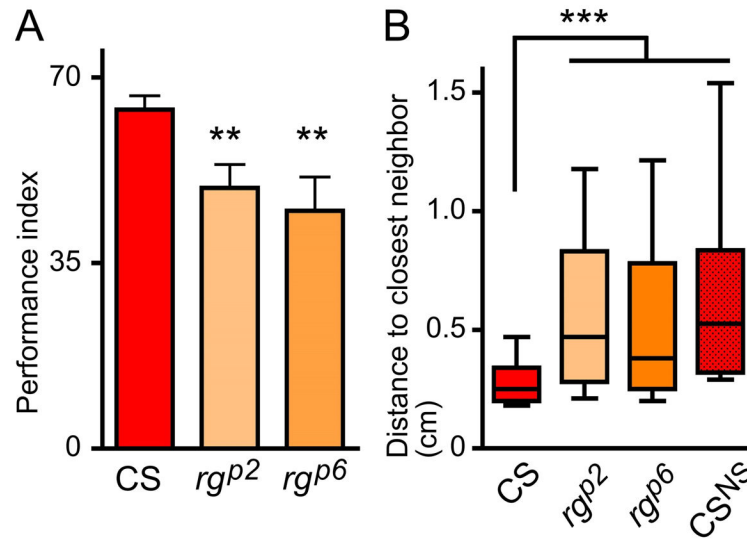 A
Performance index
70
35
0
**
**
CS
rgp2
rgp6
B
Distance to closest neighbor
(cm)
1.5
1.0
0.5
0
***
CS
rgp2
rgp6
CSNS